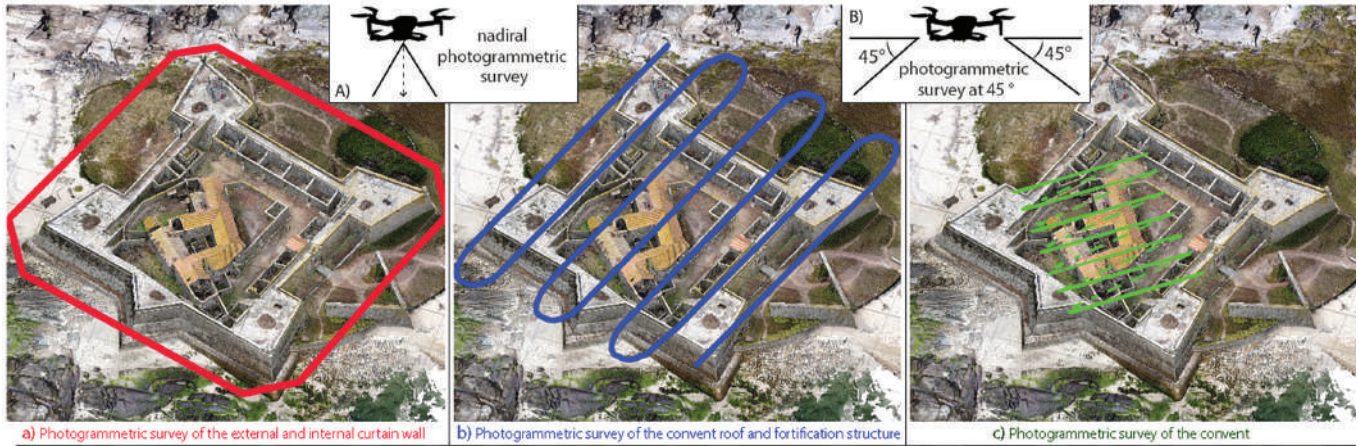 A)
nadiral
photogrammetric
survey
B)
45°
45°
photogrammetric
survey at 45 °
a) Photogrammetric survey of the external and internal curtain wall
b) Photogrammetric survey of the convent roof and fortification structure
c) Photogrammetric survey of the convent